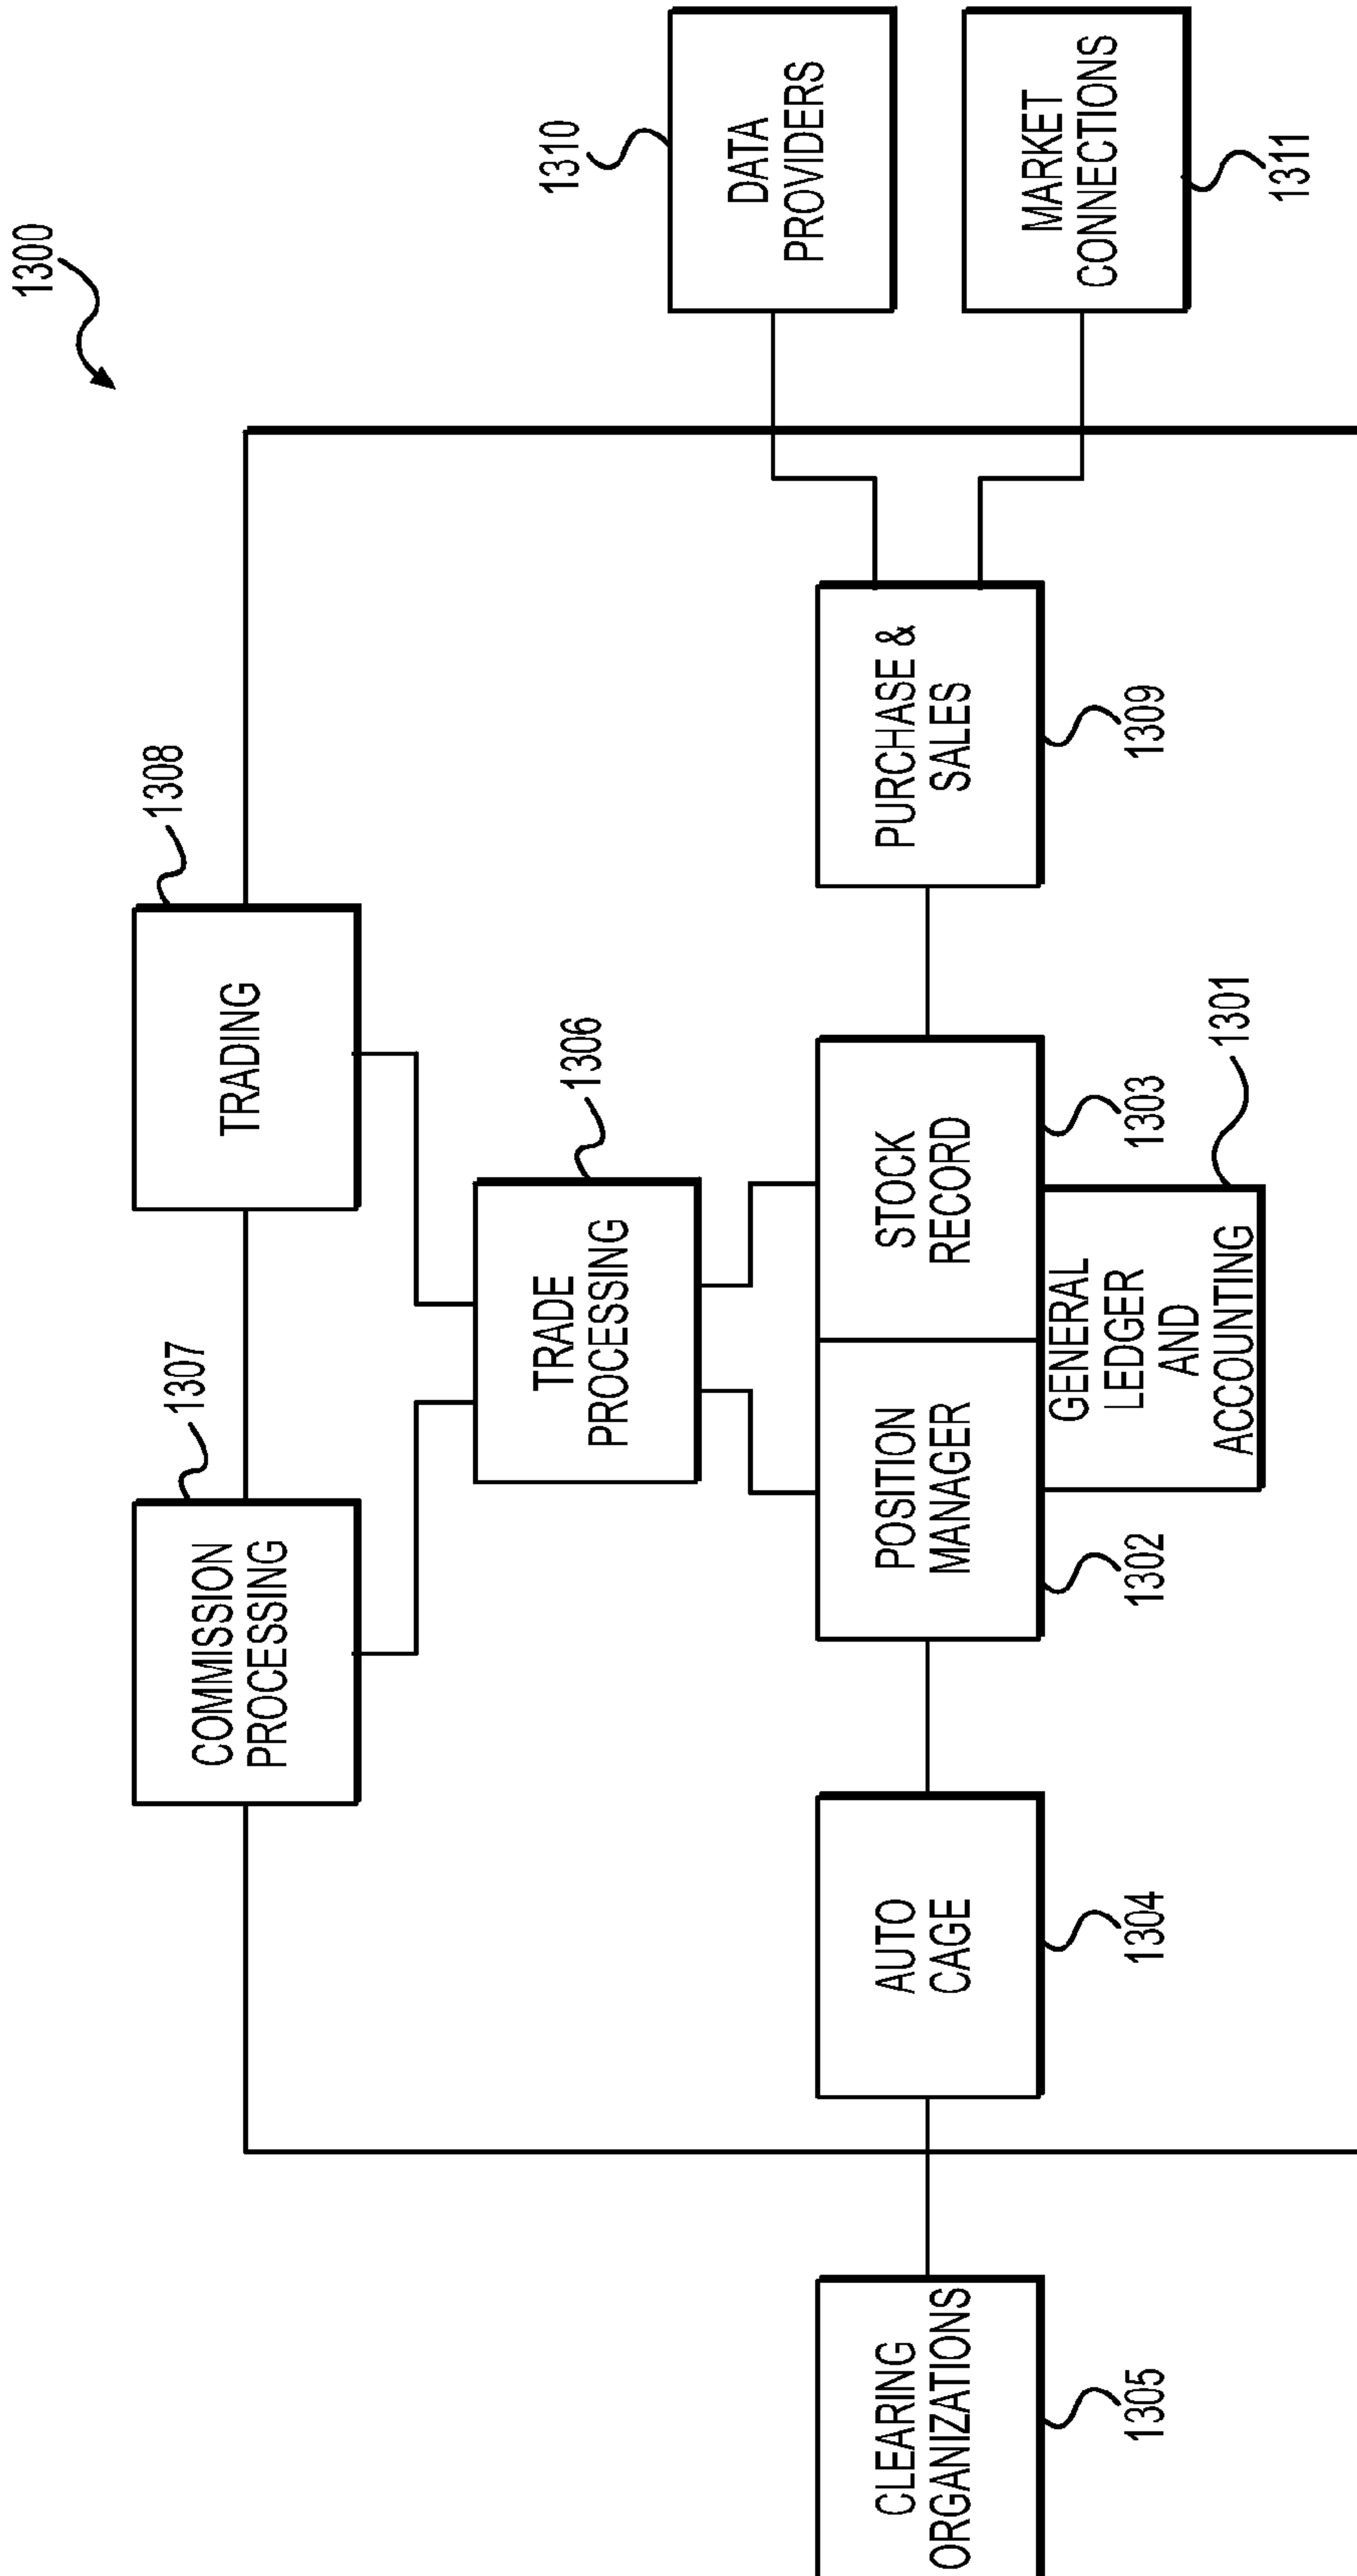 1300
COMMISSION
PROCESSING
1307
TRADING
1308
TRADE
PROCESSING
1306
DATA
PROVIDERS
1310
CLEARING
ORGANIZATIONS
1305
AUTO
CAGE
1304
POSITION
MANAGER
1302
STOCK
RECORD
1303
PURCHASE &
SALES
1309
MARKET
CONNECTIONS
1311
GENERAL
LEDGER
AND
ACCOUNTING
1301